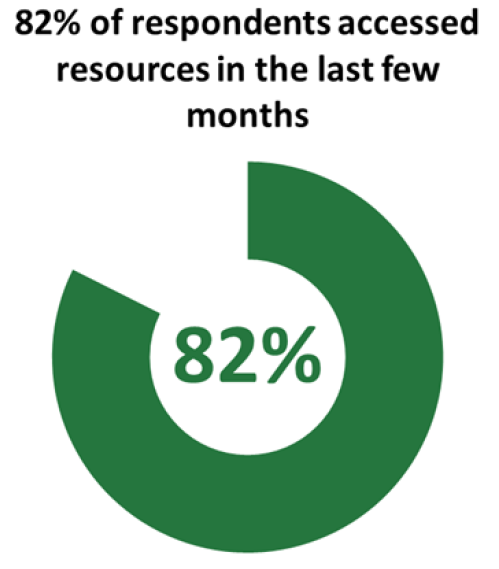 82% of respondents accessed
resources in the last few
months
82%